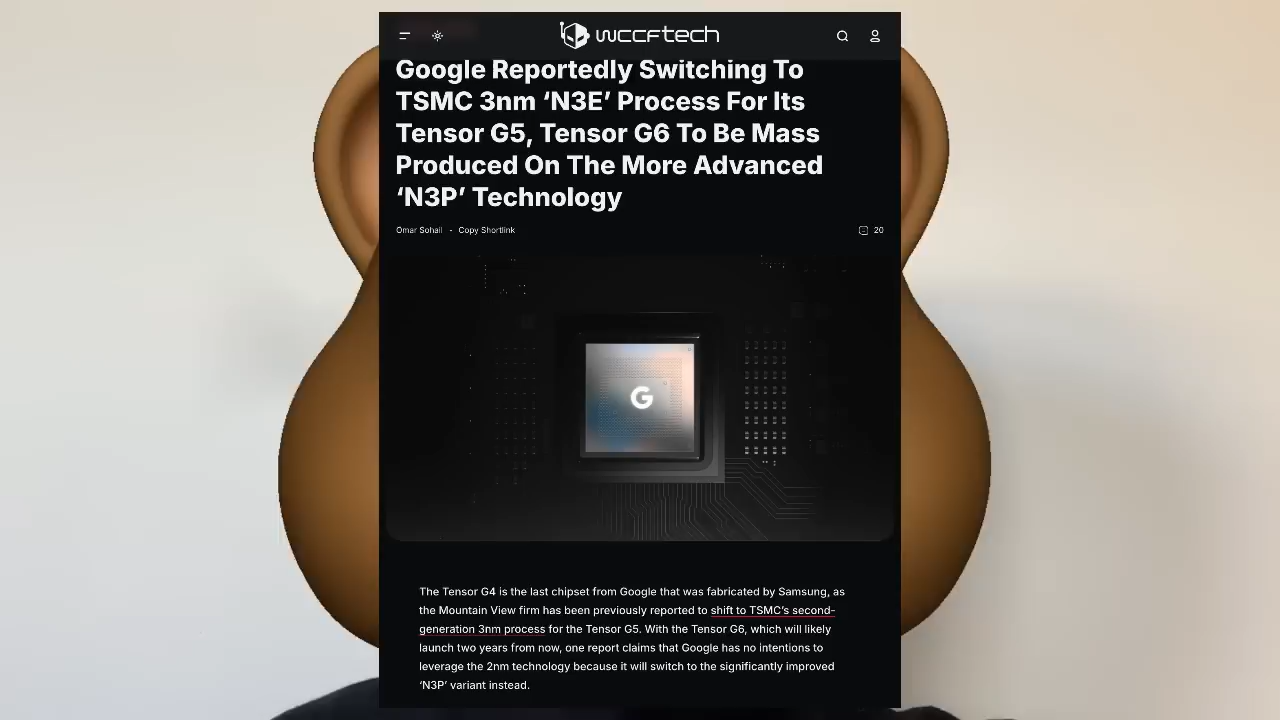 wccftech
Google Reportedly Switching To
TSMC 3nm ‘N3E’ Process For Its
Tensor G5, Tensor G6 To Be Mass
Produced On The More Advanced
‘N3P’ Technology
Omar Sohail • Copy Shortlink 20
G
The Tensor G4 is the last chipset from Google that was fabricated by Samsung, as
the Mountain View firm has been previously reported to shift to TSMC’s second-
generation 3nm process for the Tensor G5. With the Tensor G6, which will likely
launch two years from now, one report claims that Google has no intentions to
leverage the 2nm technology because it will switch to the significantly improved
‘N3P’ variant instead.